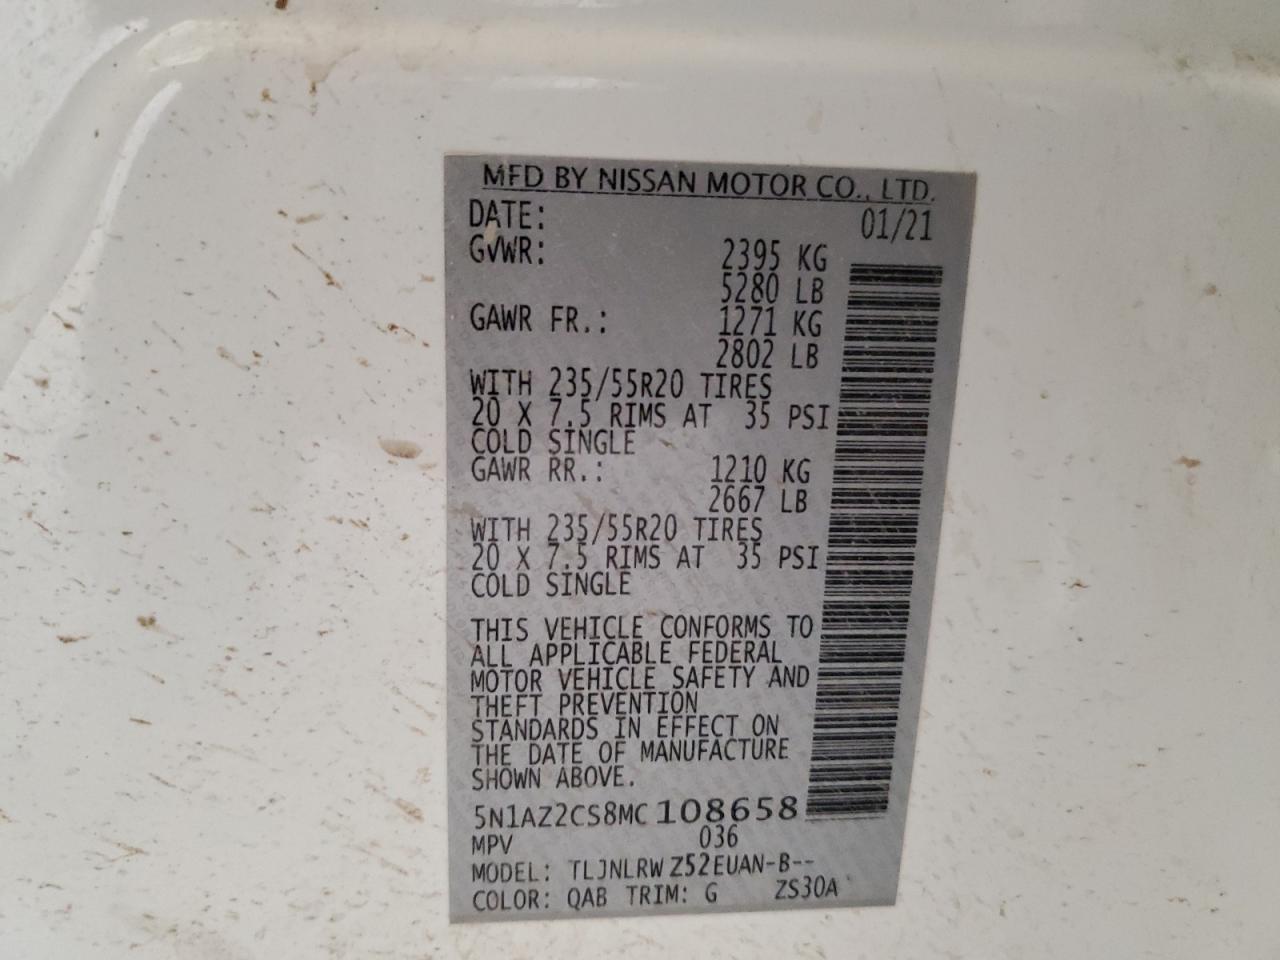 MFD BY NISSAN MOTOR CO., LTD.
DATE: 01/21
GVWR: 2395 KG
5280 LB
GAWR FR.: 1271 KG
2802 LB
WITH 235/55R20 TIRES
20 X 7.5 RIMS AT 35 PSI
COLD SINGLE
GAWR RR.: 1210 KG
2667 LB
WITH 235/55R20 TIRES
20 X 7.5 RIMS AT 35 PSI
COLD SINGLE
THIS VEHICLE CONFORMS TO
ALL APPLICABLE FEDERAL
MOTOR VEHICLE SAFETY AND
THEFT PREVENTION
STANDARDS IN EFFECT ON
THE DATE OF MANUFACTURE
SHOWN ABOVE.
5N1AZ2CS8MC108658
MPV 036
MODEL: TLJNLRW Z52EUAN-B--
COLOR: QAB TRIM: G ZS30A